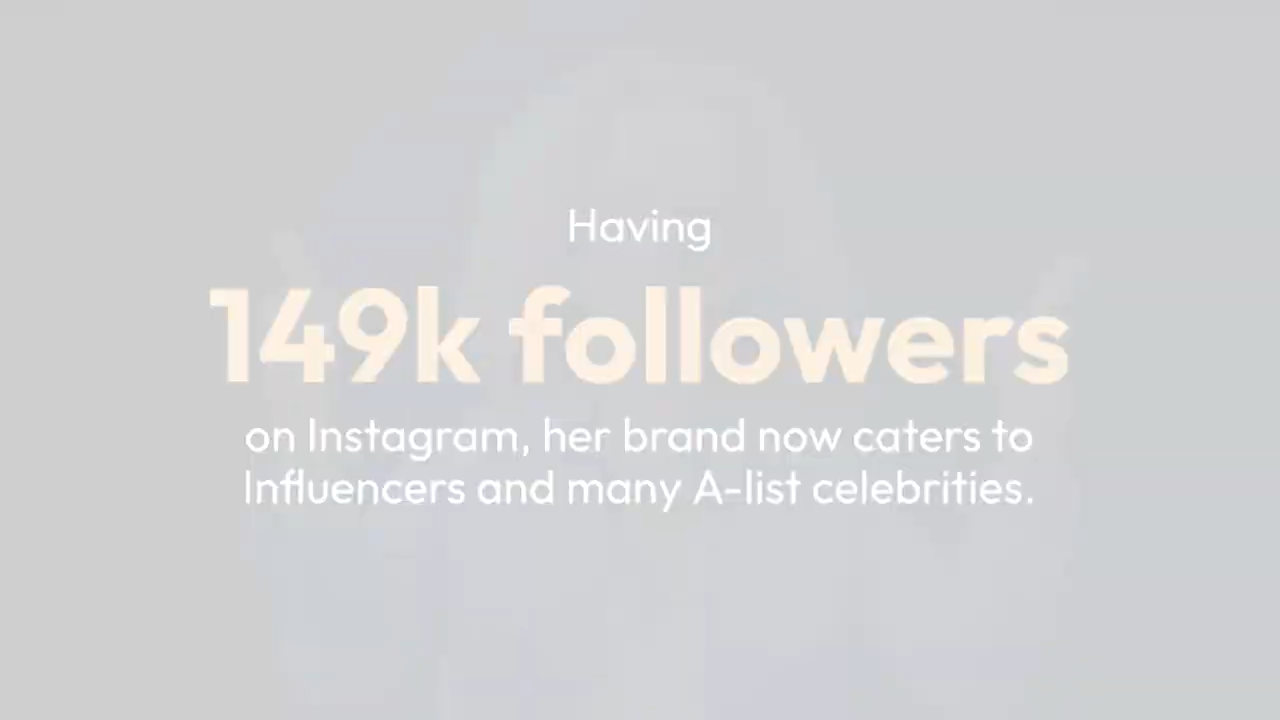 Having
149k followers
on Instagram, her brand now caters to
Influencers and many A-list celebrities.